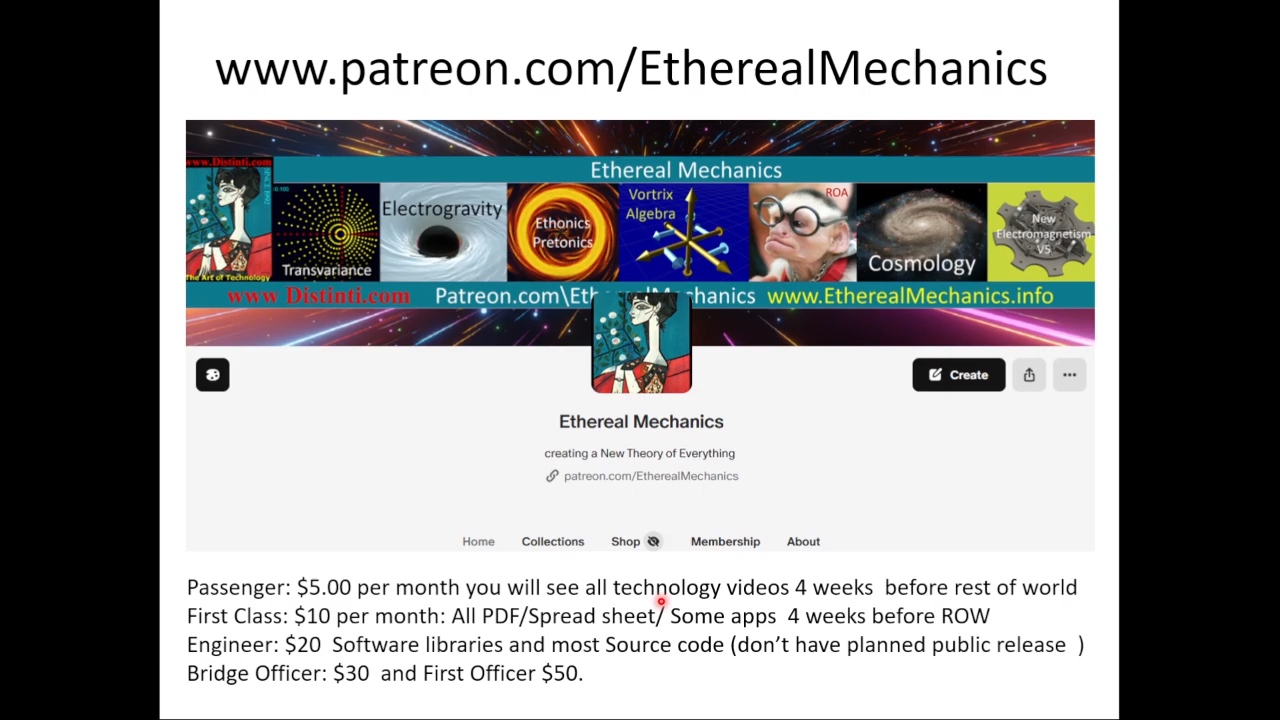 www.patreon.com/EtherealMechanics
www.Distinti.com
Ethereal Mechanics
Transvariance
Electrogravity
Ethonics
Pretonics
Vortrix
Algebra
ROA
Cosmology
New
Electromagnetism
V5
The Art of Technology
www Distinti.com
Patreon.com\Et
chanics
www.EtherealMechanics.info
Create
Ethereal Mechanics
creating a New Theory of Everything
patreon.com/EtherealMechanics
Home Collections Shop Membership About
Passenger: $5.00 per month you will see all technology videos 4 weeks before rest of world
First Class: $10 per month: All PDF/Spread sheet/ Some apps 4 weeks before ROW
Engineer: $20 Software libraries and most Source code (don’t have planned public release )
Bridge Officer: $30 and First Officer $50.